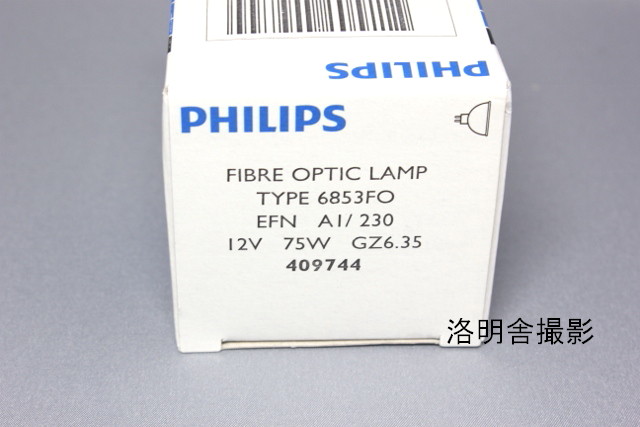 PHILIPS
PHILIPS
FIBRE OPTIC LAMP
TYPE 6853FO
EFN A1/ 230
12V 75W GZ6.35
409744
洛明舎撮影